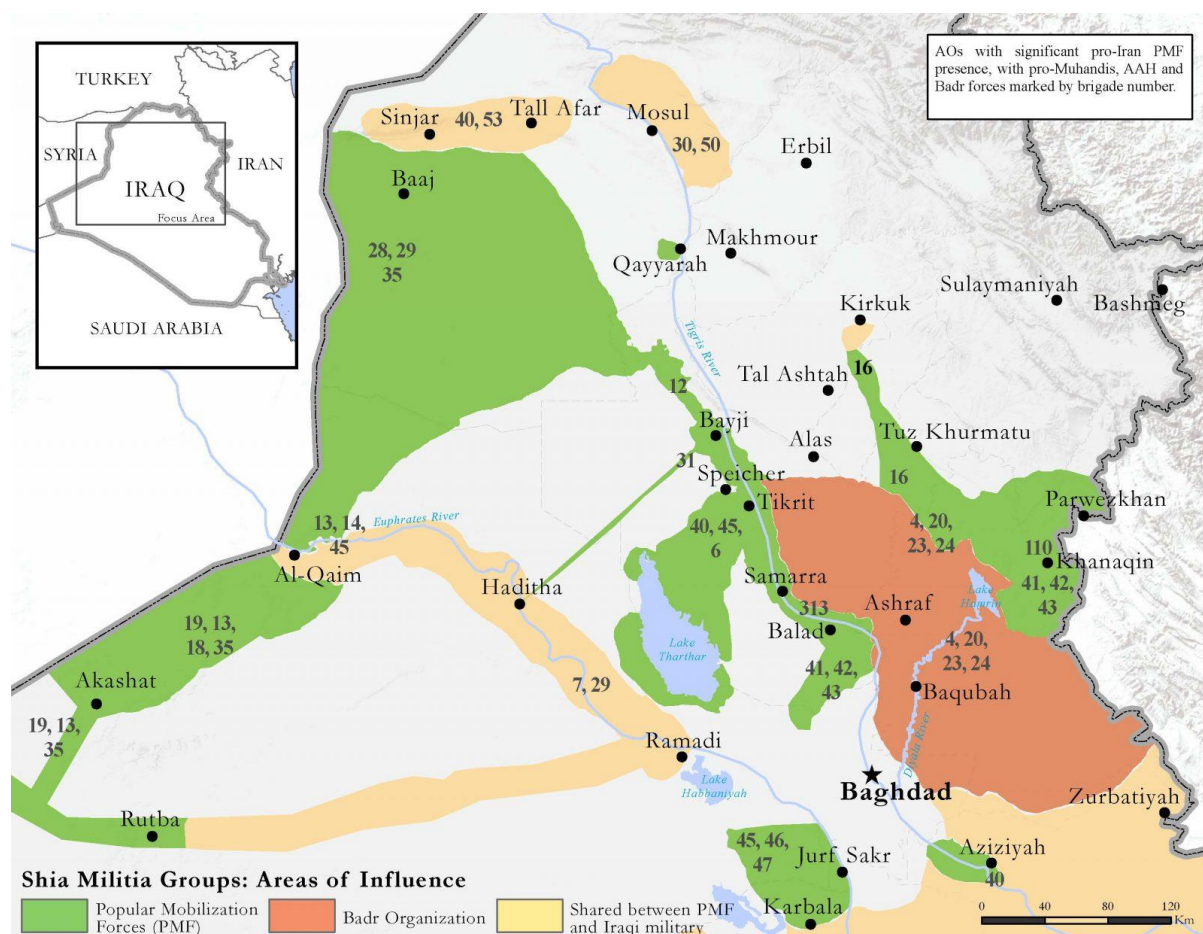 TURKEY
SYRIA
IRAN
IRAQ
Focus Area
SAUDI ARABIA
AOs with significant pro-Iran PMF
presence, with pro-Muhandis, AAH and
Badr forces marked by brigade number.
Sinjar
40, 53
Tall Afar
Mosul
30, 50
Erbil
Baaj
28, 29
35
Qayyarah
Makhmour
Sulaymaniyah
Bashmeg
Kirkuk
Tigris River
16
12
Tal Ashtah
Bayji
Alas
Tuz Khurmatu
31
Speicher
16
Tikrit
Parwezkhan
13, 14,
45
Euphrates River
40, 45,
6
4, 20,
23, 24
110
Khanaqin
41, 42,
43
Al-Qaim
Haditha
Samarra
313
Lake
Hamrin
Ashraf
Balad
19, 13,
18, 35
Lake
Tharthar
41, 42,
43
4, 20,
23, 24
Baqubah
7, 29
Akashat
19, 13,
35
Ramadi
Diyala River
Lake
Habbaniyah
Baghdad
Zurbatiyah
Rutba
45, 46,
47
Jurf Sakr
Aziziyah
40
Karbala
Shia Militia Groups: Areas of Influence
Popular Mobilization
Forces (PMF)
Badr Organization
Shared between PMF
and Iraqi military
0 40 80 120
Km